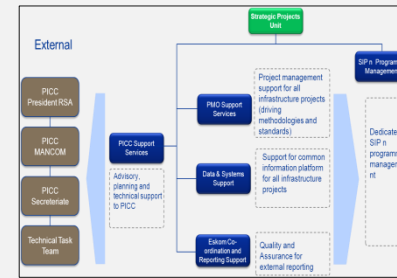 Strategic Projects
Unit
External
SIP n Program
Management
PICC
President RSA
PICC
MANCOM
PICC
Secreteriate
Technical Task
Team
PICC Support
Services
Advisory,
planning and
technical support
to PICC
PMO Support
Services
Project management
support for all
infrastructure projects
(driving
methodologies and
standards)
Data & Systems
Support
Support for common
information platform
for all infrastructure
projects
Eskom Co-
ordination and
Reporting Support
Quality and
Assurance for
external reporting
Dedicate
SIP n
programm
managem
nt